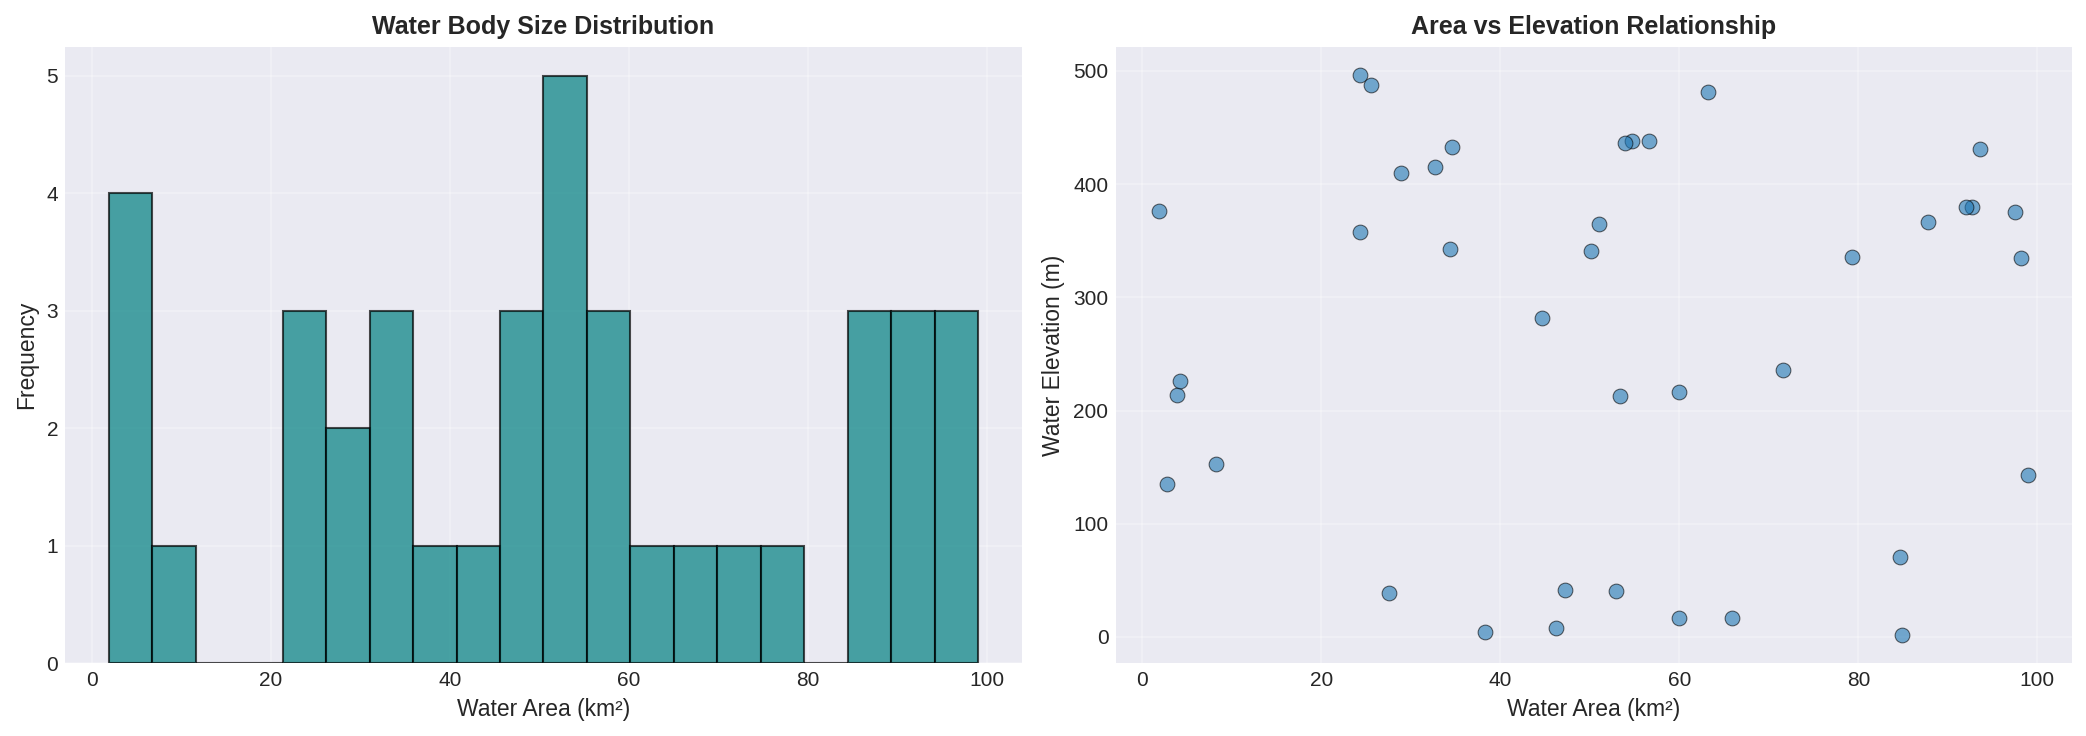 Water Body Size Distribution
5
4
3
2
1
0
Frequency
0 20 40 60 80 100
Water Area (km²)
Area vs Elevation Relationship
500
400
300
200
100
0
Water Elevation (m)
0 20 40 60 80 100
Water Area (km²)